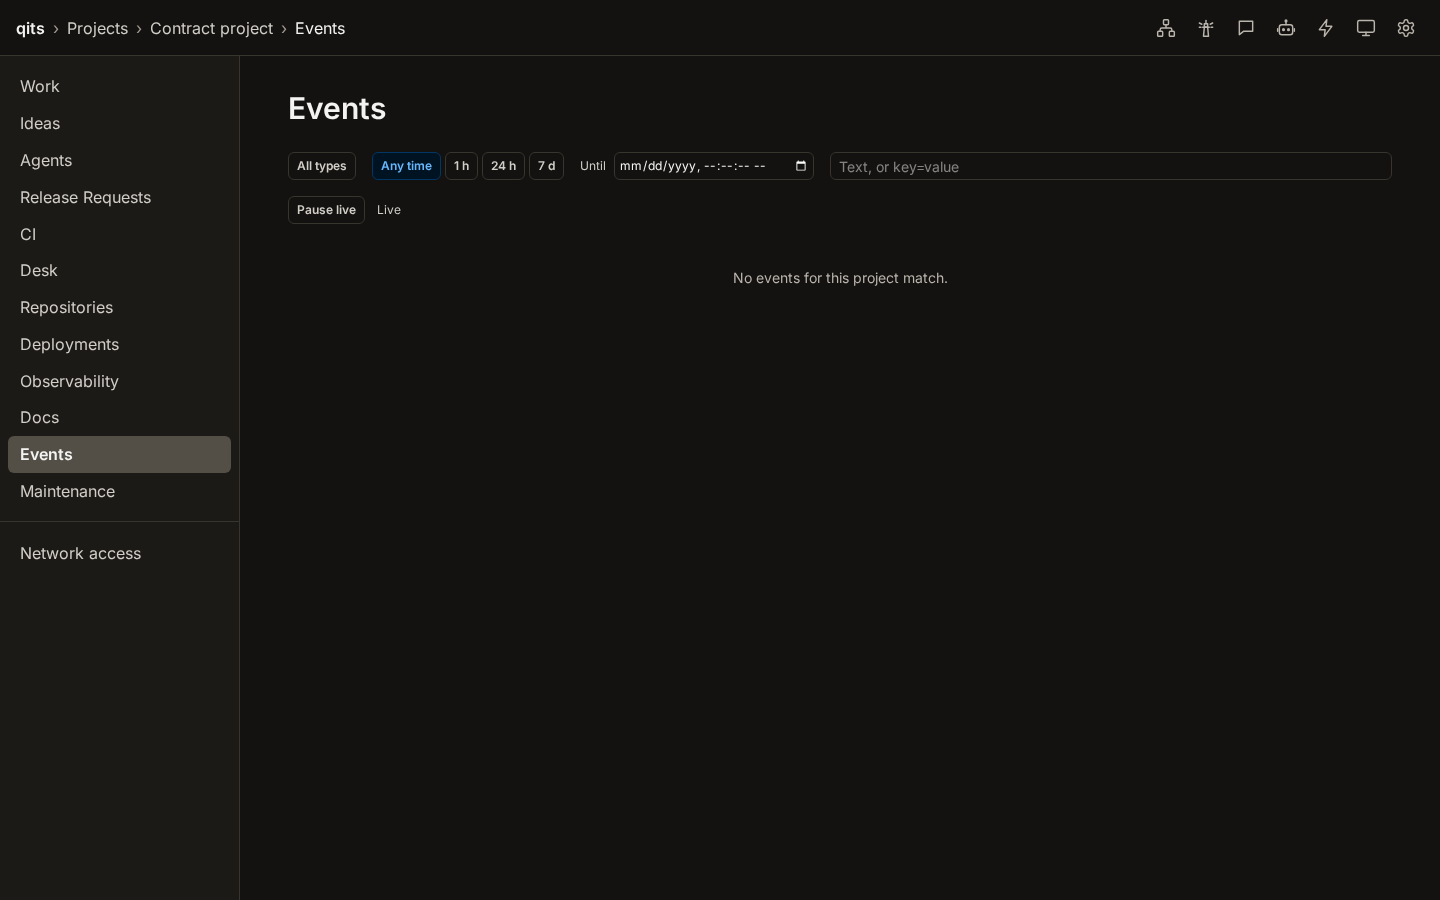 qits › Projects › Contract project › Events
Work
Ideas
Agents
Release Requests
CI
Desk
Repositories
Deployments
Observability
Docs
Events
Maintenance
Network access
Events
All types Any time 1 h 24 h 7 d Until mm/dd/yyyy, --:--:-- -- Text, or key=value
Pause live Live
No events for this project match.